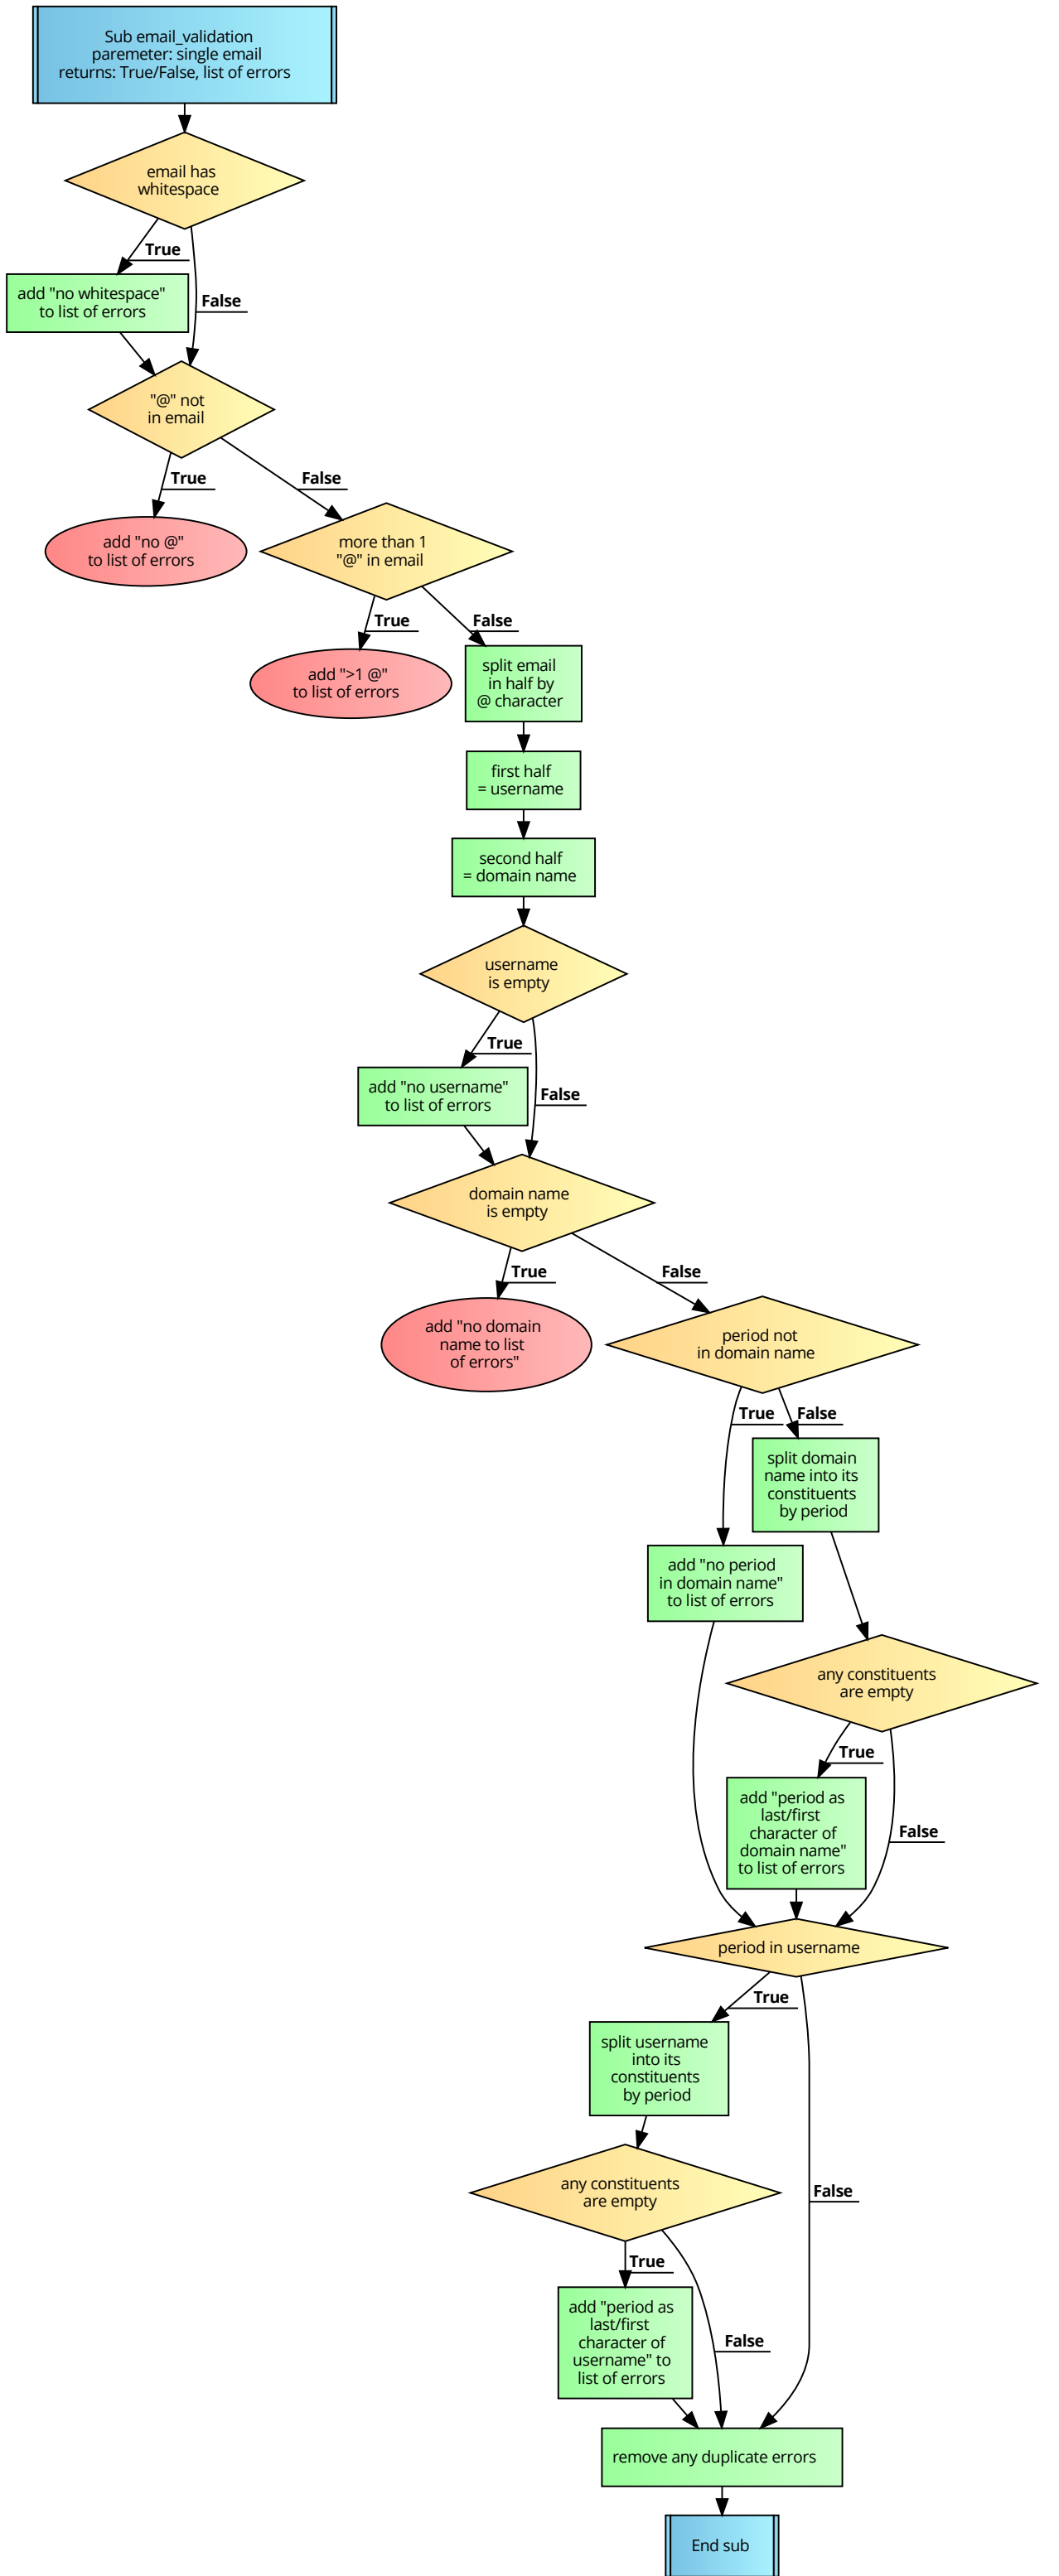 Sub email_validation
paremeter: single email
returns: True/False, list of errors
email has
whitespace
True
add "no whitespace"
to list of errors
False
"@" not
in email
True
False
add "no @"
to list of errors
more than 1
"@" in email
True
False
add ">1 @"
to list of errors
split email
in half by
@ character
first half
= username
second half
= domain name
username
is empty
True
add "no username"
to list of errors
False
domain name
is empty
True
False
add "no domain
name to list
of errors"
period not
in domain name
True
False
split domain
name into its
constituents
by period
add "no period
in domain name"
to list of errors
any constituents
are empty
True
add "period as
last/first
character of
domain name"
to list of errors
False
period in username
True
split username
into its
constituents
by period
any constituents
are empty
False
True
add "period as
last/first
character of
username" to
list of errors
False
remove any duplicate errors
End sub